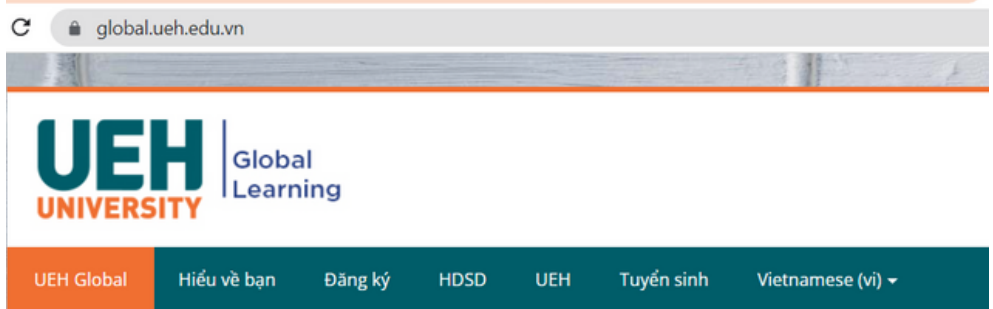 global.ueh.edu.vn
UEH
UNIVERSITY
Global
Learning
UEH Global Hiểu về bạn Đăng ký HDSD UEH Tuyển sinh Vietnamese (vi)